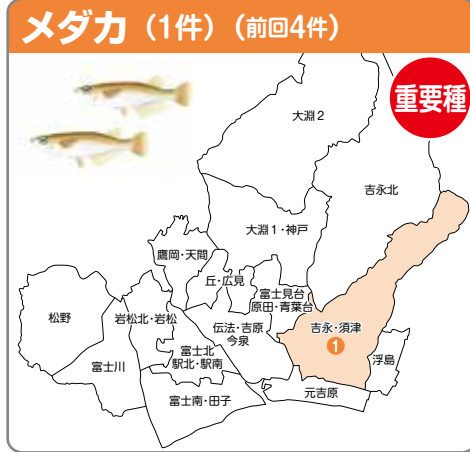 メダカ（1件）（前回4件）
重要種
大淵2
吉永北
大淵1・神戸
鷹岡・天間
丘・広見
富士見台
原田・青葉台
松野
岩松北・岩松
伝法・吉原
今泉
吉永・須津
1
富士川
富士北
駅北・駅南
浮島
元吉原
富士南・田子